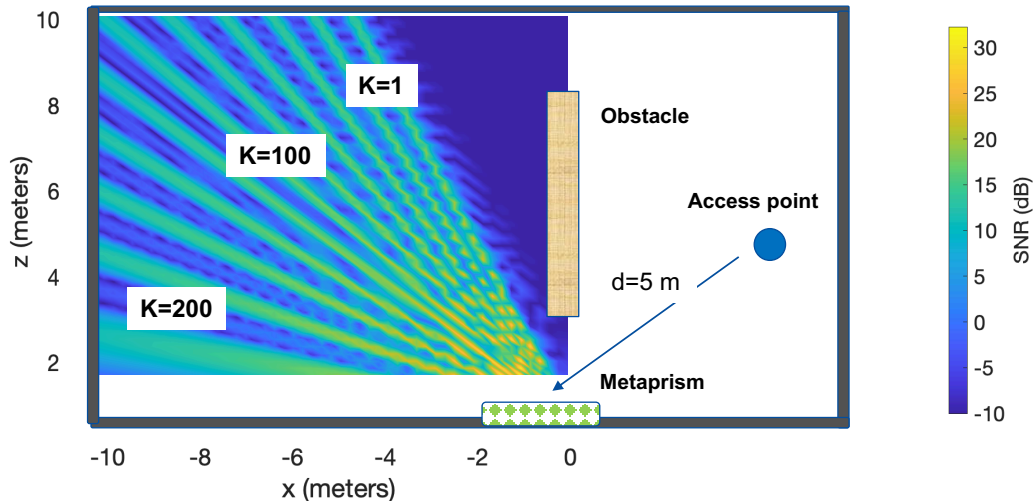 10
8
6
4
2
z (meters)
-10
-8
-6
-4
-2
0
x (meters)
K=1
K=100
K=200
Obstacle
Access point
d=5 m
Metaprism
30
25
20
15
10
5
0
-5
-10
SNR (dB)